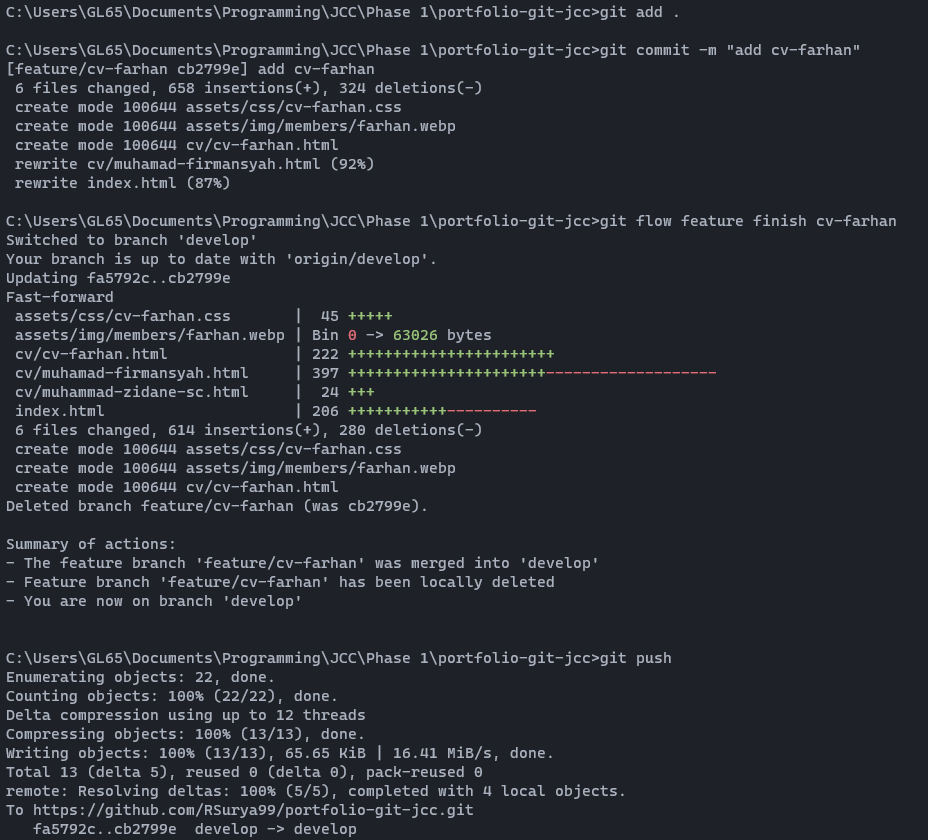 C:\Users\GL65\Documents\Programming\JCC\Phase 1\portfolio-git-jcc>git add .
C:\Users\GL65\Documents\Programming\JCC\Phase 1\portfolio-git-jcc>git commit -m "add cv-farhan"
[feature/cv-farhan cb2799e] add cv-farhan
 6 files changed, 658 insertions(+), 324 deletions(-)
 create mode 100644 assets/css/cv-farhan.css
 create mode 100644 assets/img/members/farhan.webp
 create mode 100644 cv/cv-farhan.html
 rewrite cv/muhamad-firmansyah.html (92%)
 rewrite index.html (87%)
C:\Users\GL65\Documents\Programming\JCC\Phase 1\portfolio-git-jcc>git flow feature finish cv-farhan
Switched to branch 'develop'
Your branch is up to date with 'origin/develop'.
Updating fa5792c..cb2799e
Fast-forward
 assets/css/cv-farhan.css       |  45 +++++
 assets/img/members/farhan.webp | Bin 0 -> 63026 bytes
 cv/cv-farhan.html              | 222 +++++++++++++++++++++++
 cv/muhamad-firmansyah.html     | 397 ++++++++++++++++++++++-------------------
 cv/muhammad-zidane-sc.html     |  24 +++
 index.html                     | 206 +++++++++++----------
 6 files changed, 614 insertions(+), 280 deletions(-)
 create mode 100644 assets/css/cv-farhan.css
 create mode 100644 assets/img/members/farhan.webp
 create mode 100644 cv/cv-farhan.html
Deleted branch feature/cv-farhan (was cb2799e).
Summary of actions:
- The feature branch 'feature/cv-farhan' was merged into 'develop'
- Feature branch 'feature/cv-farhan' has been locally deleted
- You are now on branch 'develop'
C:\Users\GL65\Documents\Programming\JCC\Phase 1\portfolio-git-jcc>git push
Enumerating objects: 22, done.
Counting objects: 100% (22/22), done.
Delta compression using up to 12 threads
Compressing objects: 100% (13/13), done.
Writing objects: 100% (13/13), 65.65 KiB | 16.41 MiB/s, done.
Total 13 (delta 5), reused 0 (delta 0), pack-reused 0
remote: Resolving deltas: 100% (5/5), completed with 4 local objects.
To https://github.com/RSurya99/portfolio-git-jcc.git
   fa5792c..cb2799e  develop -> develop